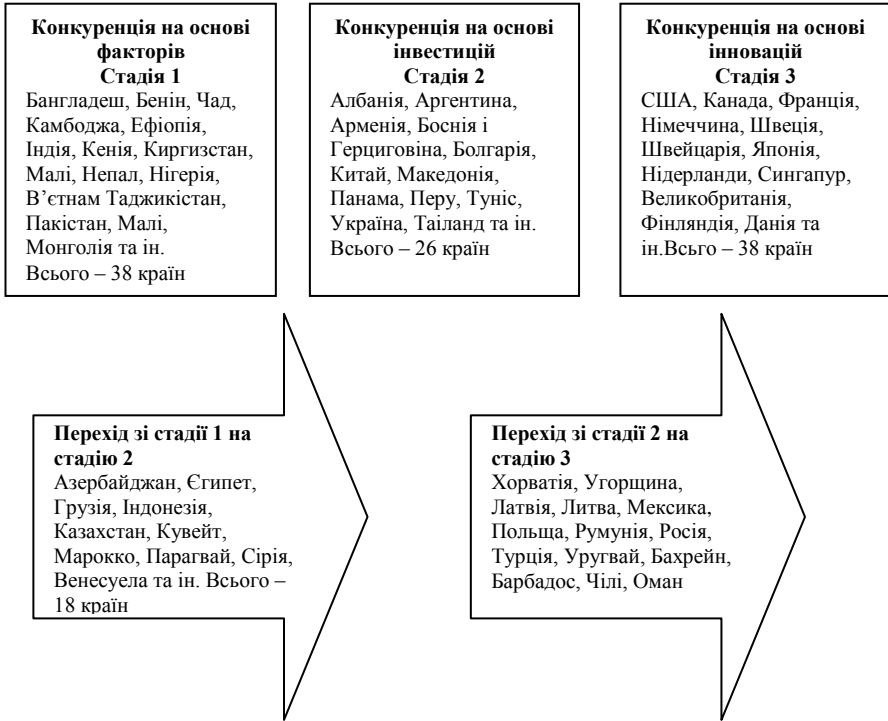 Конкуренція на основі
факторів
Стадія 1
Бангладеш, Бенін, Чад,
Камбоджа, Ефіопія,
Індія, Кенія, Киргизстан,
Малі, Непал, Нігерія,
В’єтнам Таджикістан,
Пакістан, Малі,
Монголія та ін.
Всього – 38 країн
Конкуренція на основі
інвестицій
Стадія 2
Албанія, Аргентина,
Арменія, Боснія і
Герциговіна, Болгарія,
Китай, Македонія,
Панама, Перу, Туніс,
Україна, Таіланд та ін.
Всього – 26 країн
Конкуренція на основі
інновацій
Стадія 3
США, Канада, Франція,
Німеччина, Швеція,
Швейцарія, Японія,
Нідерланди, Сингапур,
Великобританія,
Фінляндія, Данія та
ін.Всьго – 38 країн
Перехід зі стадії 1 на
стадію 2
Азербайджан, Єгипет,
Грузія, Індонезія,
Казахстан, Кувейт,
Марокко, Парагвай, Сірія,
Венесуела та ін. Всього –
18 країн
Перехід зі стадії 2 на
стадію 3
Хорватія, Угорщина,
Латвія, Литва, Мексика,
Польща, Румунія, Росія,
Турція, Уругвай, Бахрейн,
Барбадос, Чілі, Оман